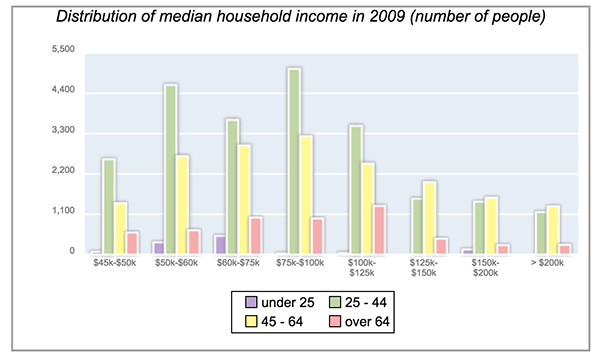 Distribution of median household income in 2009 (number of people)
5,500
4,400
3,300
2,200
1,100
0
$45k-$50k $50k-$60k $60k-$75k $75k-$100k $100k-$125k $125k-$150k $150k-$200k > $200k
under 25 25 - 44
45 - 64 over 64